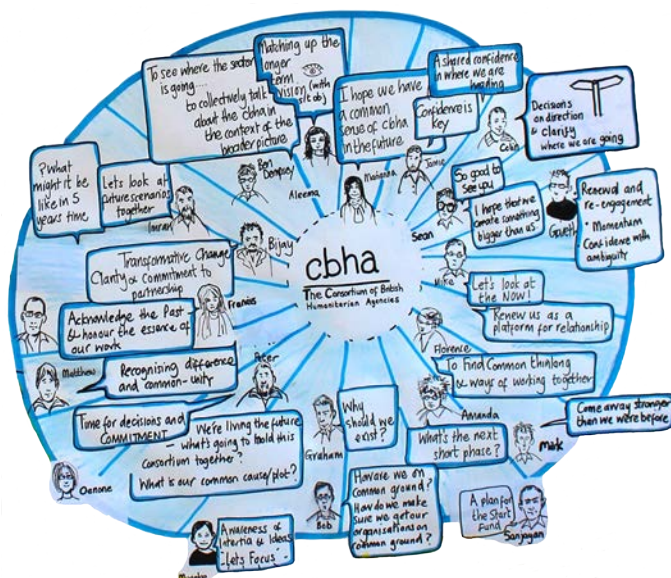 cbha
The Consortium of British
Humanitarian Agencies
To see where the sector
is going....
to collectively talk
about the cbha in
the context of the
broader picture
Matching up the
longer
term
vision (with
s/t obj
I hope we have
a common
sense of cbha
in the future
Confidence is
key
A shared confidence
in where we are
heading
Decisions
on direction
& clarity
where we are going
Colin
Jamie
Mahanna
Aleema
Ben
Dempsey
? What
might it be
like in 5
years time
Let's look at
future scenarios
together
Imran
Bijay
Transformative Change
Clarity & Commitment to
partnership
Francis
Acknowledge the Past
& honour the essence of
our work
Matthew
Recognising difference
and common-unity
Peter
Time for decisions and
COMMITMENT
Oenone
We're living the future
- what's going to hold this
consortium together?
What is our common cause/plot?
Awareness of
Inertia & Ideas
"Let's Focus" -
Graham
Why
should we
exist?
Bob
How are we on
common ground?
How do we make
sure we get our
organisations on
common ground?
What's the next
short phase?
Amanda
A plan for
the Start
Fund
Sanjayan
Come away stronger
than we were before
Mark
To Find Common thinking
& ways of working together
Florence
Renew us as a
platform for relationship
Let's look at
the NOW!
Mike
I hope that we
create something
bigger than us
So good to
see you
Sean
Renewal and
re-engagement
• Momentum
Considence with
ambiguity
Gareth